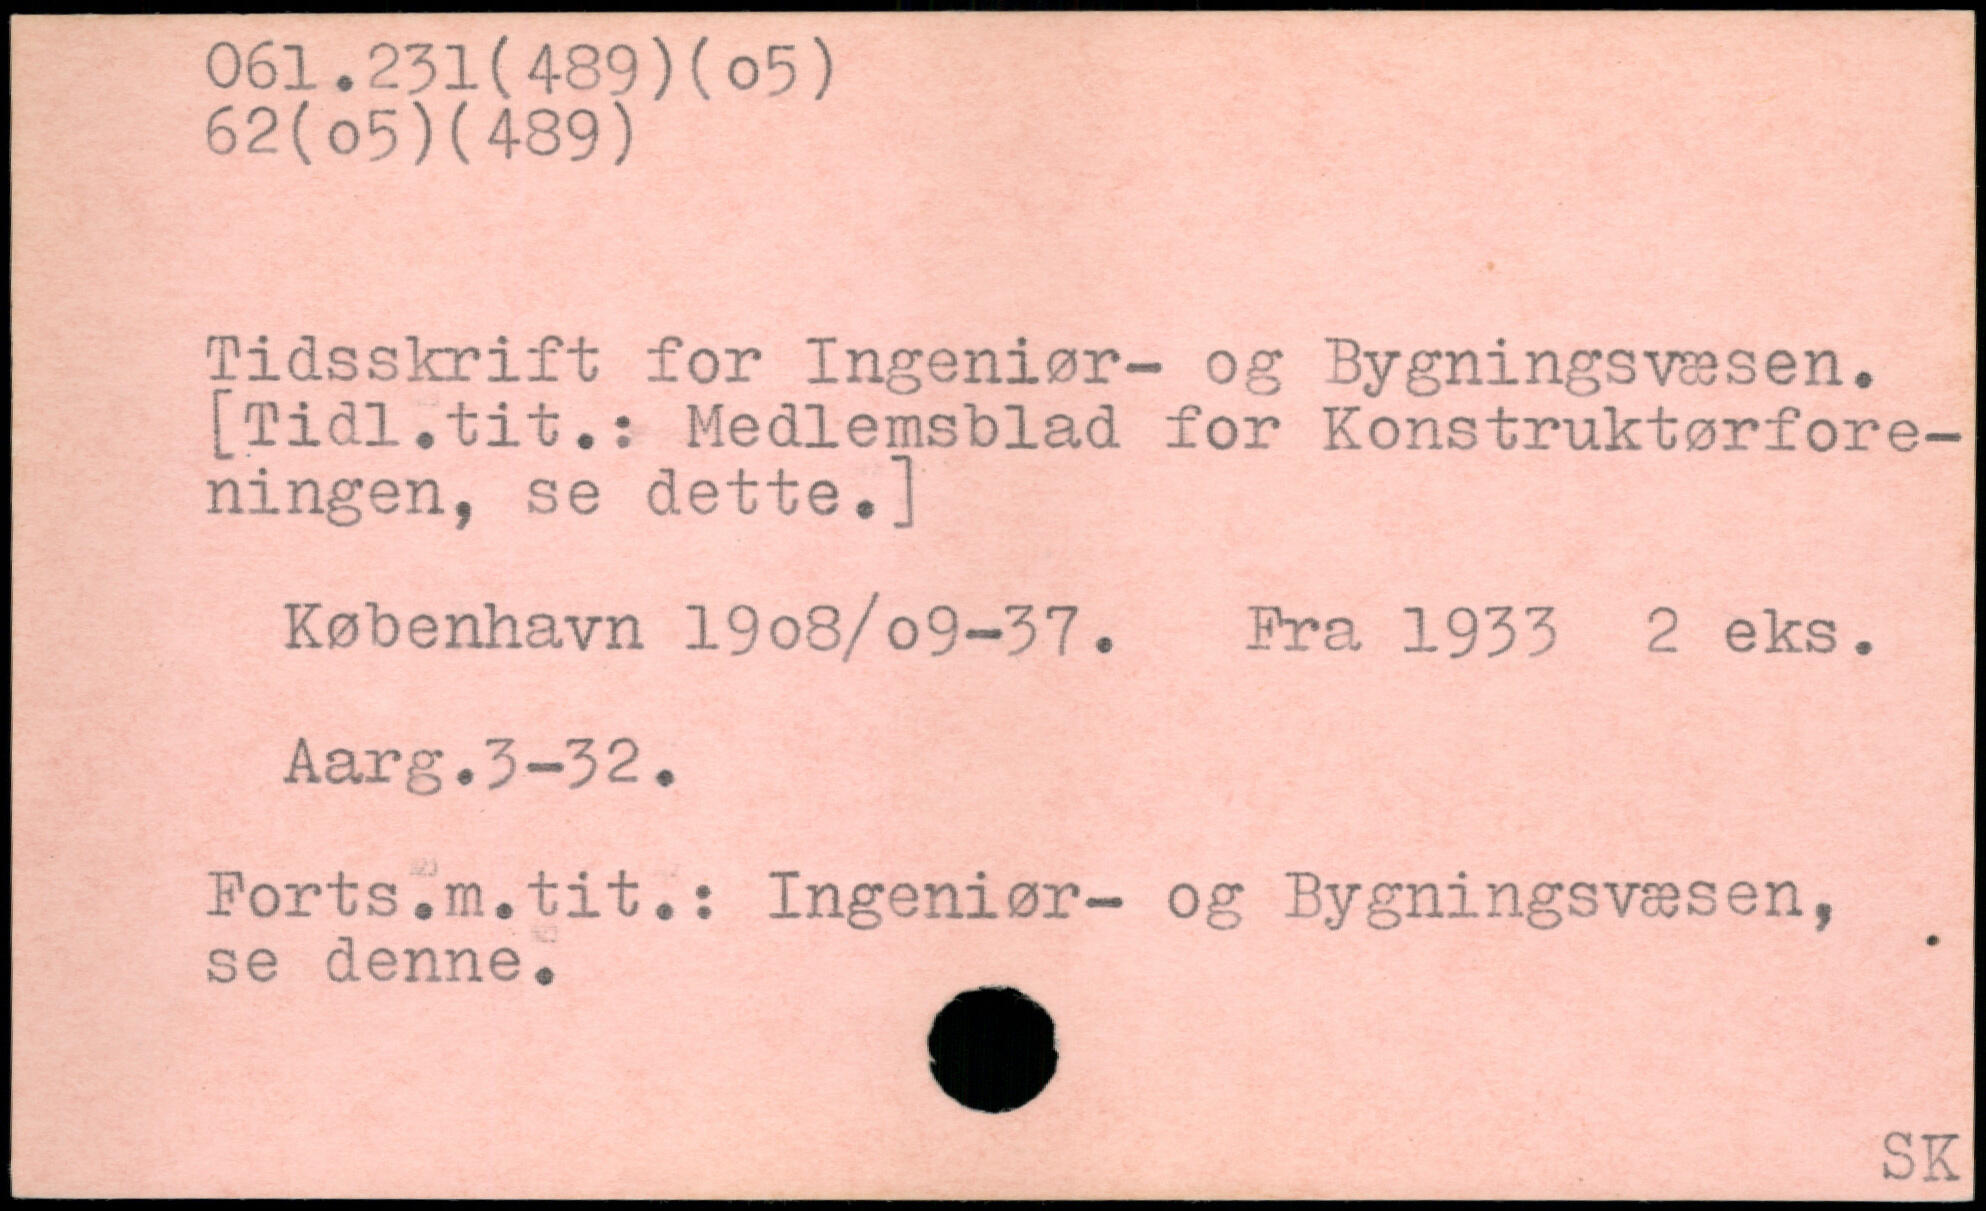 061.231(489)(o5)
62(o5)(489)
Tidsskrift for Ingeniør- og Bygningsvæsen.
[Tidl.tit.: Medlemsblad for Konstruktørfore-
ningen, se dette.]
København 19o8/o9-37. Fra 1933 2 eks.
Aarg.3-32.
Forts.m.tit.: Ingeniør- og Bygningsvæsen,
se denne.
SK